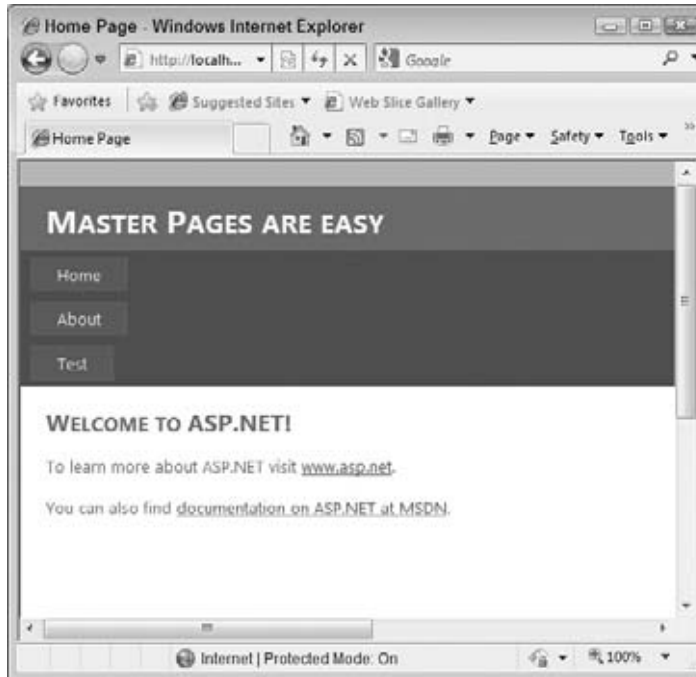 Home Page - Windows Internet Explorer
http://localh...
Google
Favorites Suggested Sites Web Slice Gallery
Home Page Page Safety Tools »
MASTER PAGES ARE EASY
Home
About
Test
WELCOME TO ASP.NET!
To learn more about ASP.NET visit www.asp.net.
You can also find documentation on ASP.NET at MSDN.
Internet | Protected Mode: On 100%